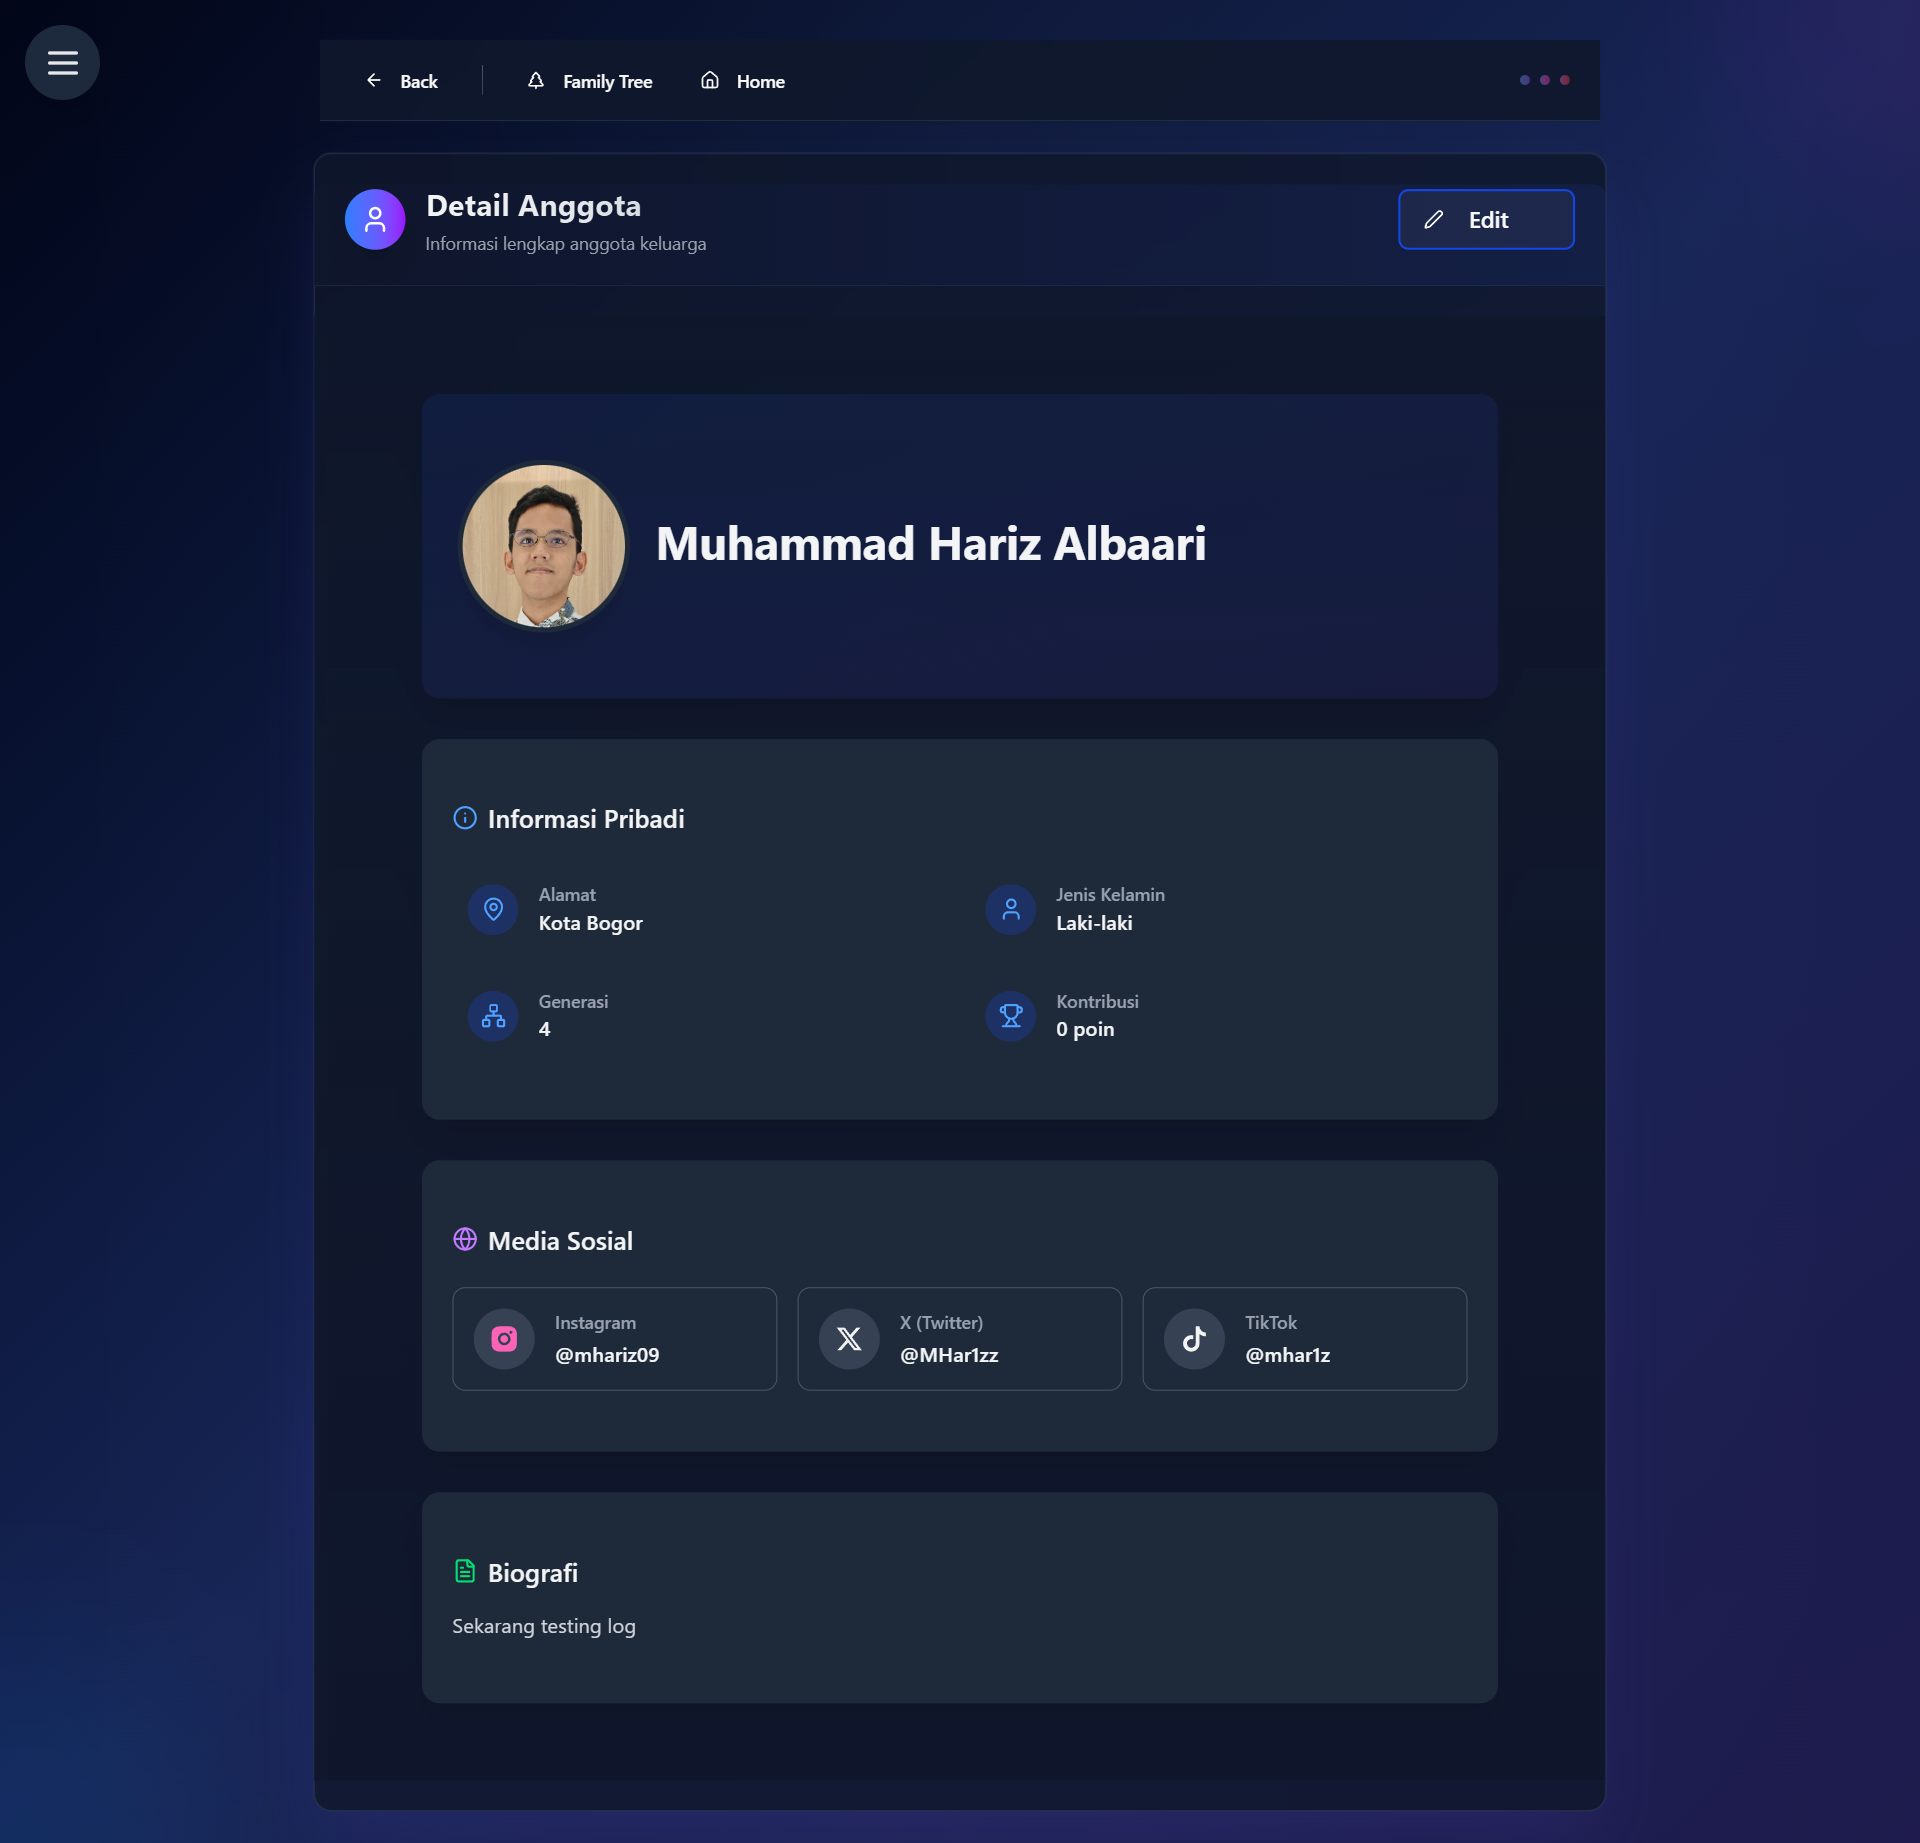 Back
Family Tree
Home
Detail Anggota
Informasi lengkap anggota keluarga
Edit
Muhammad Hariz Albaari
Informasi Pribadi
Alamat
Kota Bogor
Jenis Kelamin
Laki-laki
Generasi
4
Kontribusi
0 poin
Media Sosial
Instagram
@mhariz09
X (Twitter)
@MHar1zz
TikTok
@mhar1z
Biografi
Sekarang testing log